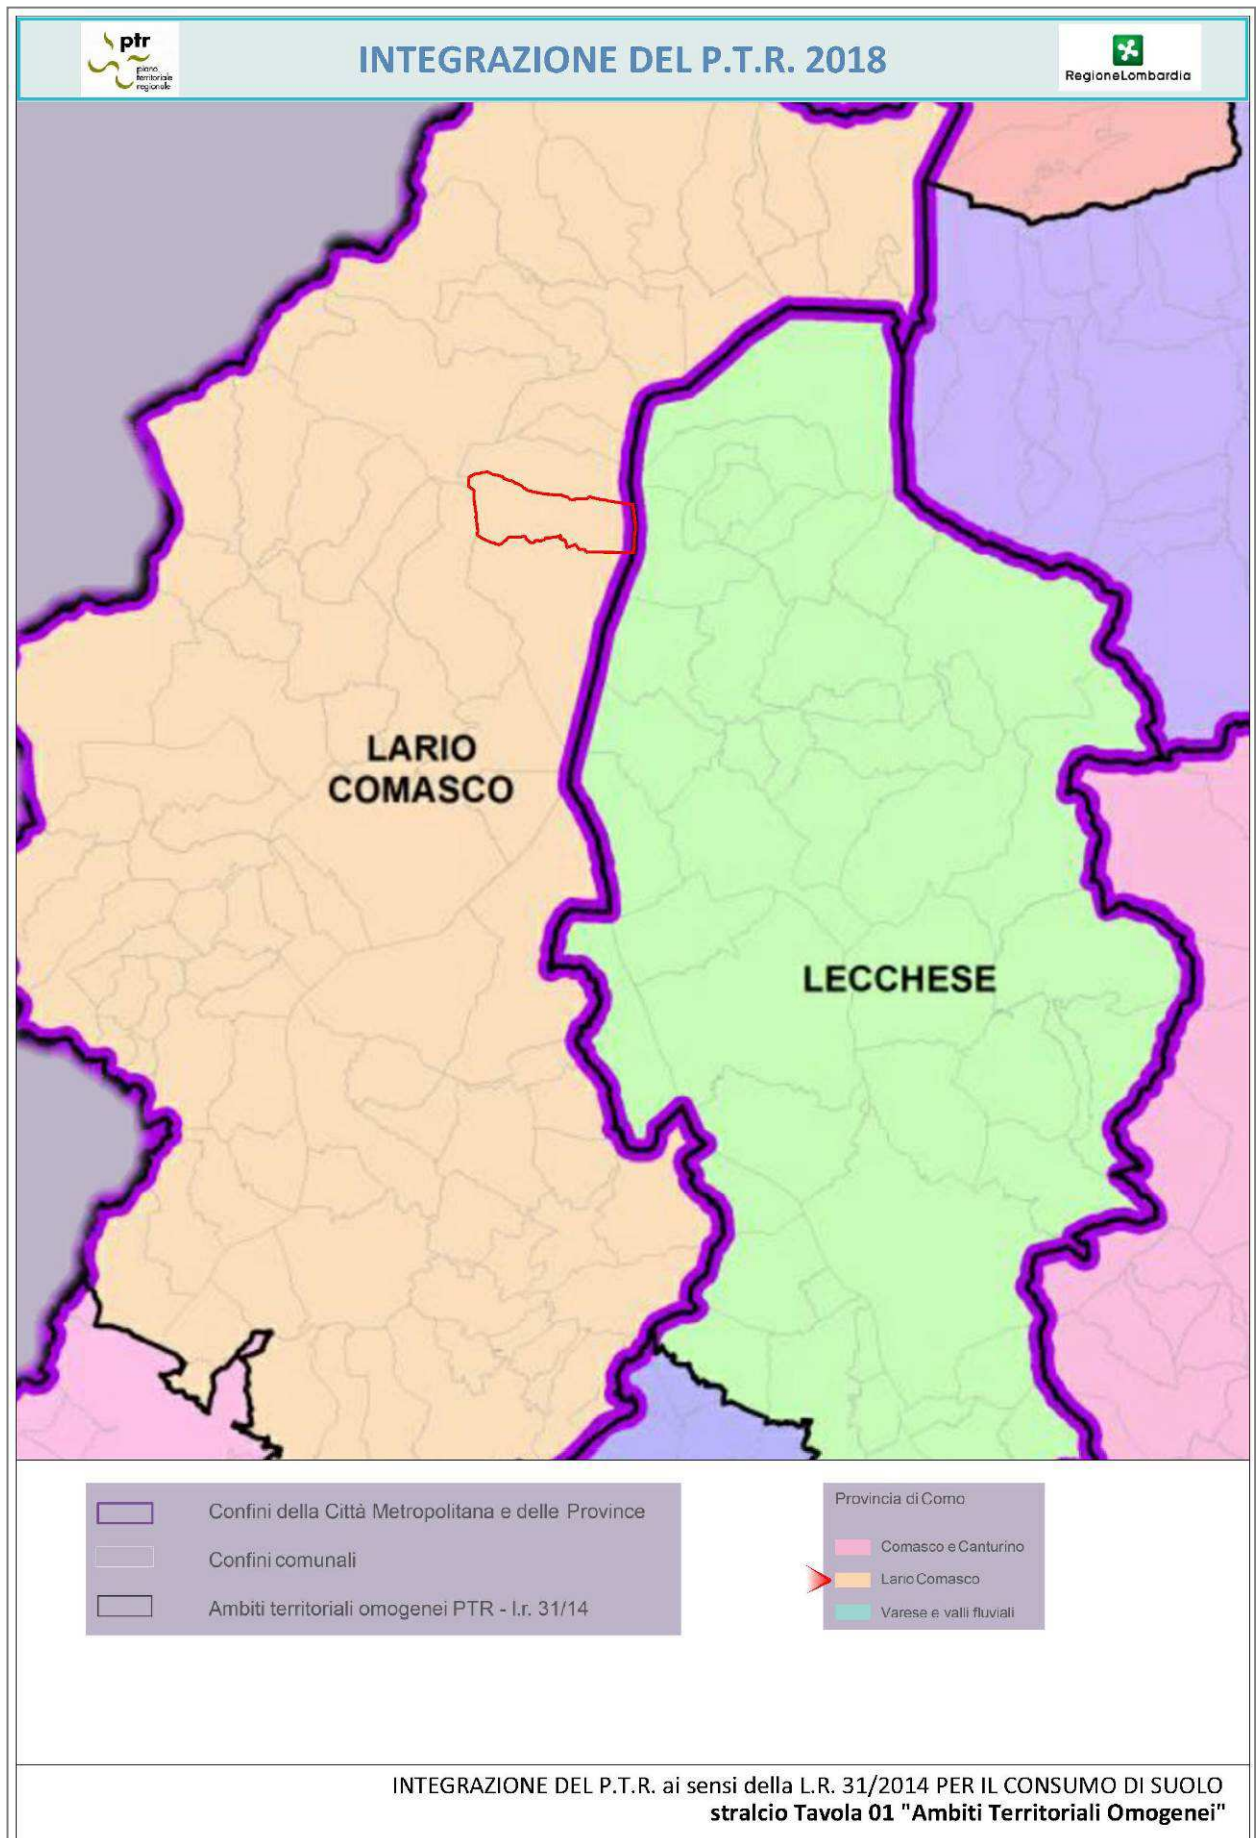 ptr
piano
territoriale
regionale
INTEGRAZIONE DEL P.T.R. 2018
RegioneLombardia
LARIO
COMASCO
LECCHESE
Confini della Città Metropolitana e delle Province
Confini comunali
Ambiti territoriali omogenei PTR - l.r. 31/14
Provincia di Como
Comasco e Canturino
Lario Comasco
Varese e valli fluviali
INTEGRAZIONE DEL P.T.R. ai sensi della L.R. 31/2014 PER IL CONSUMO DI SUOLO
stralcio Tavola 01 "Ambiti Territoriali Omogenei"